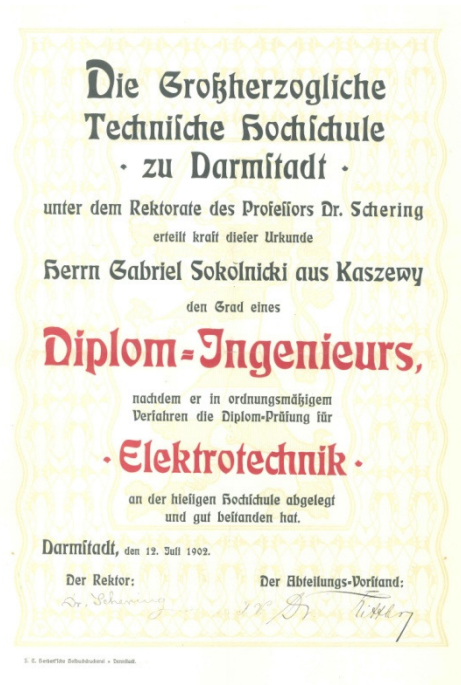 Die Großherzogliche
Techniſche Hochſchule
· zu Darmſtadt ·
unter dem Rektorate des Profeſſors Dr. Schering
erteilt kraft dieſer Urkunde
Herrn Gabriel Sokolnicki aus Kaszewy
den Grad eines
Diplom=Ingenieurs,
nachdem er in ordnungsmäßigem
Verfahren die Diplom-Prüfung für
· Elektrotechnik ·
an der hieſigen Hochſchule abgelegt
und gut beſtanden hat.
Darmſtadt, den 12. Juli 1902.
Der Rektor: Der Abteilungs-Vorſtand:
Dr. Schering Dr